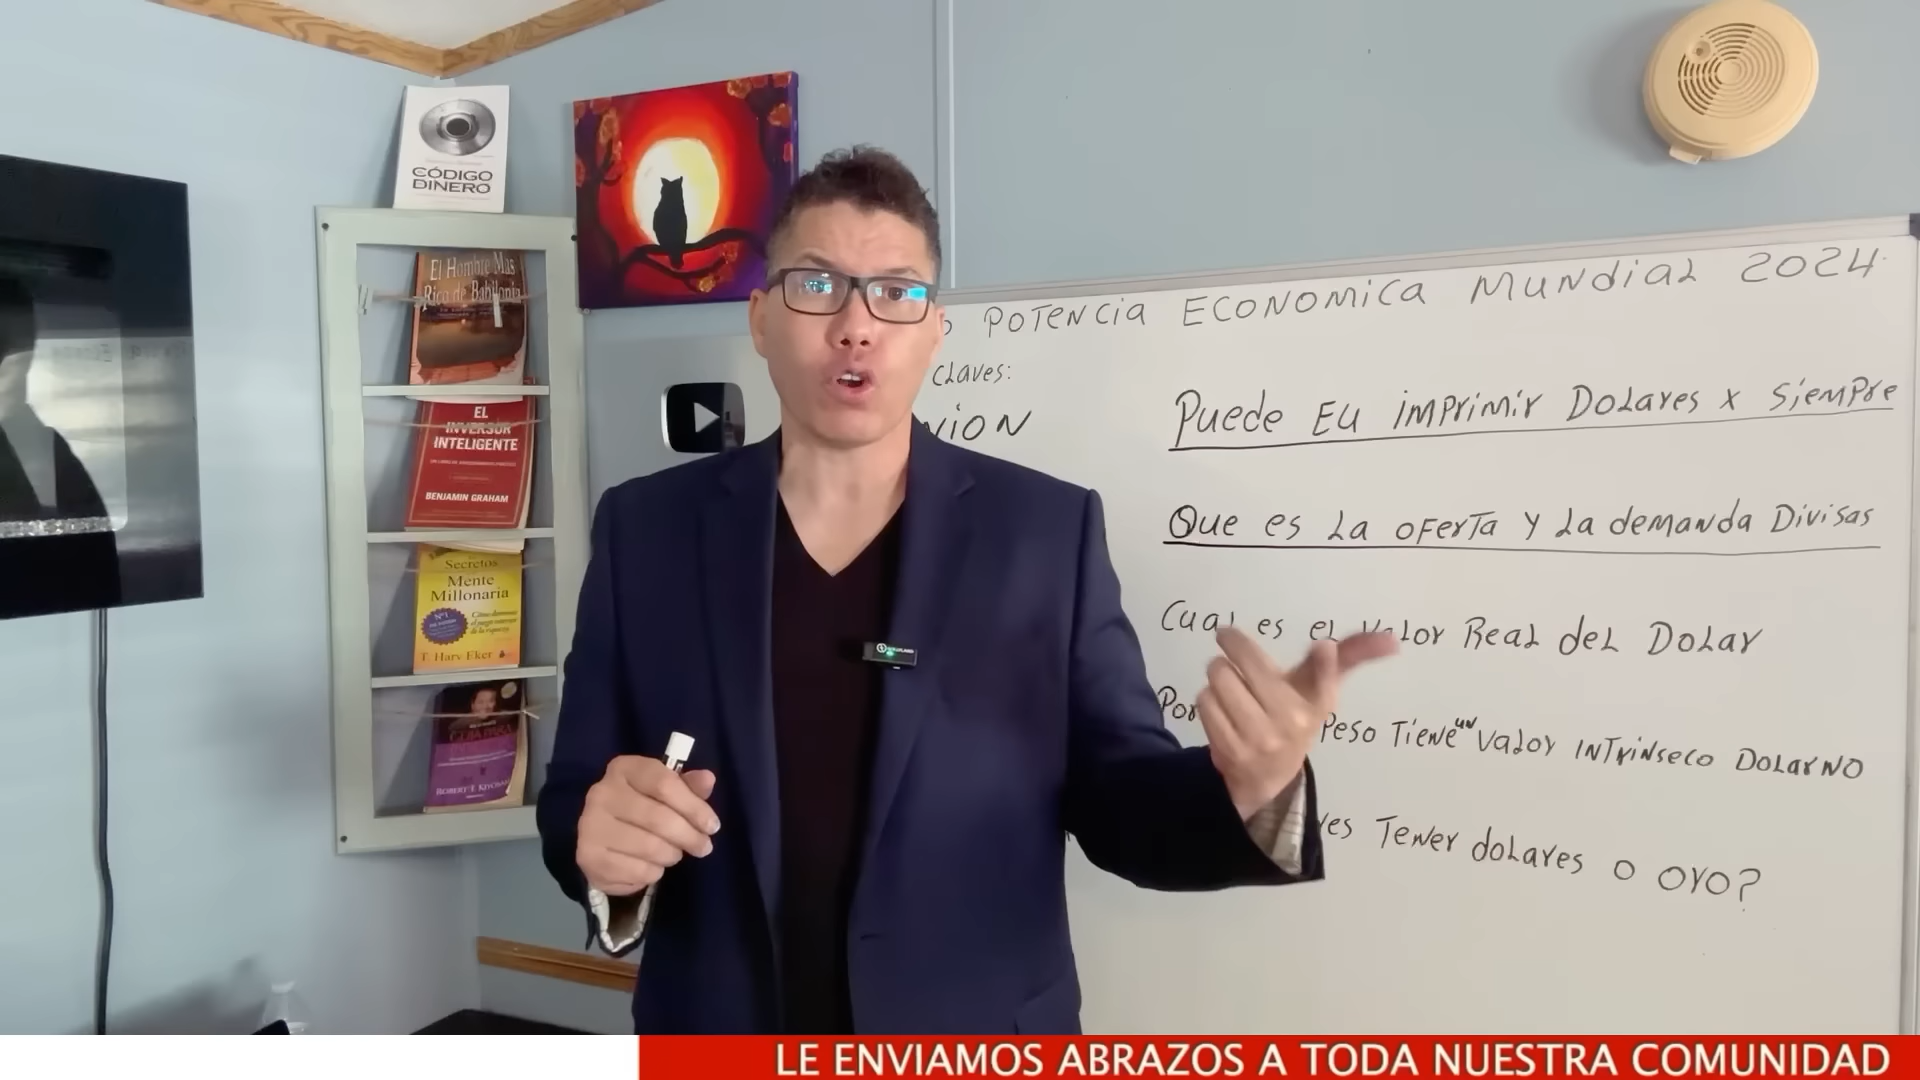 CÓDIGO
DINERO
El Hombre Mas
Rico de Babilonia
EL
INVERSOR
INTELIGENTE
BENJAMIN GRAHAM
Secretos
Mente
Millonaria
Nº1
T. Harv Eker
ROBERT T. KIYOSAKI
POTENCIA ECONOMICA MUNDIAL 2024
CLAVES:
Puede EU imprimir DOLARES x Siempre
Que es La oferta y La demanda Divisas
Cual es el Valor Real del Dolar
Peso Tiene un Valor INTRINSECO DOLAR NO
Tener dolares o oro?
LE ENVIAMOS ABRAZOS A TODA NUESTRA COMUNIDAD